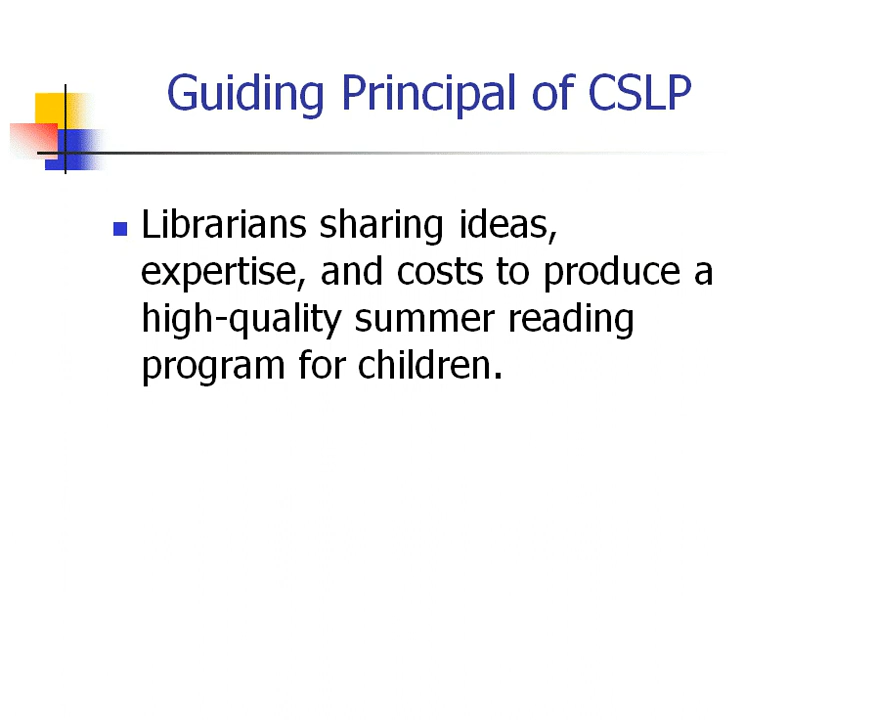 Guiding Principal of CSLP
Librarians sharing ideas,
expertise, and costs to produce a
high-quality summer reading
program for children.